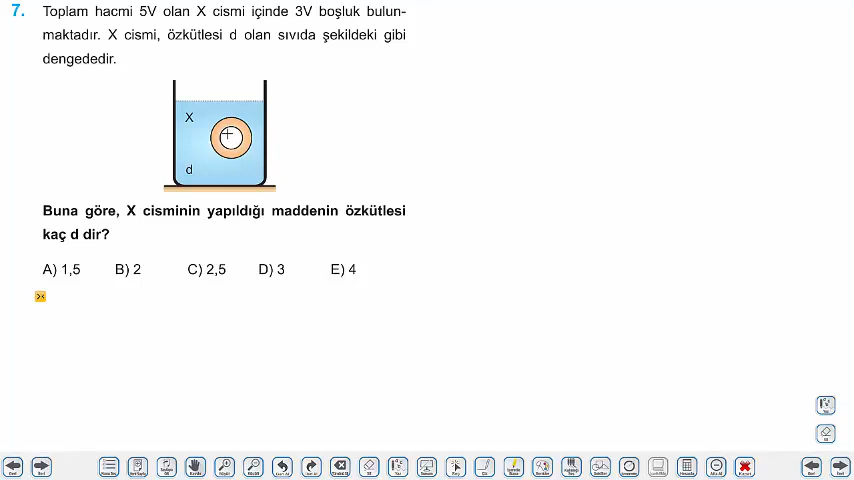 7. Toplam hacmi 5V olan X cismi içinde 3V boşluk bulun-
maktadır. X cismi, özkütlesi d olan sıvıda şekildeki gibi
dengededir.
X
d
Buna göre, X cisminin yapıldığı maddenin özkütlesi
kaç d dir?
A) 1,5 B) 2 C) 2,5 D) 3 E) 4